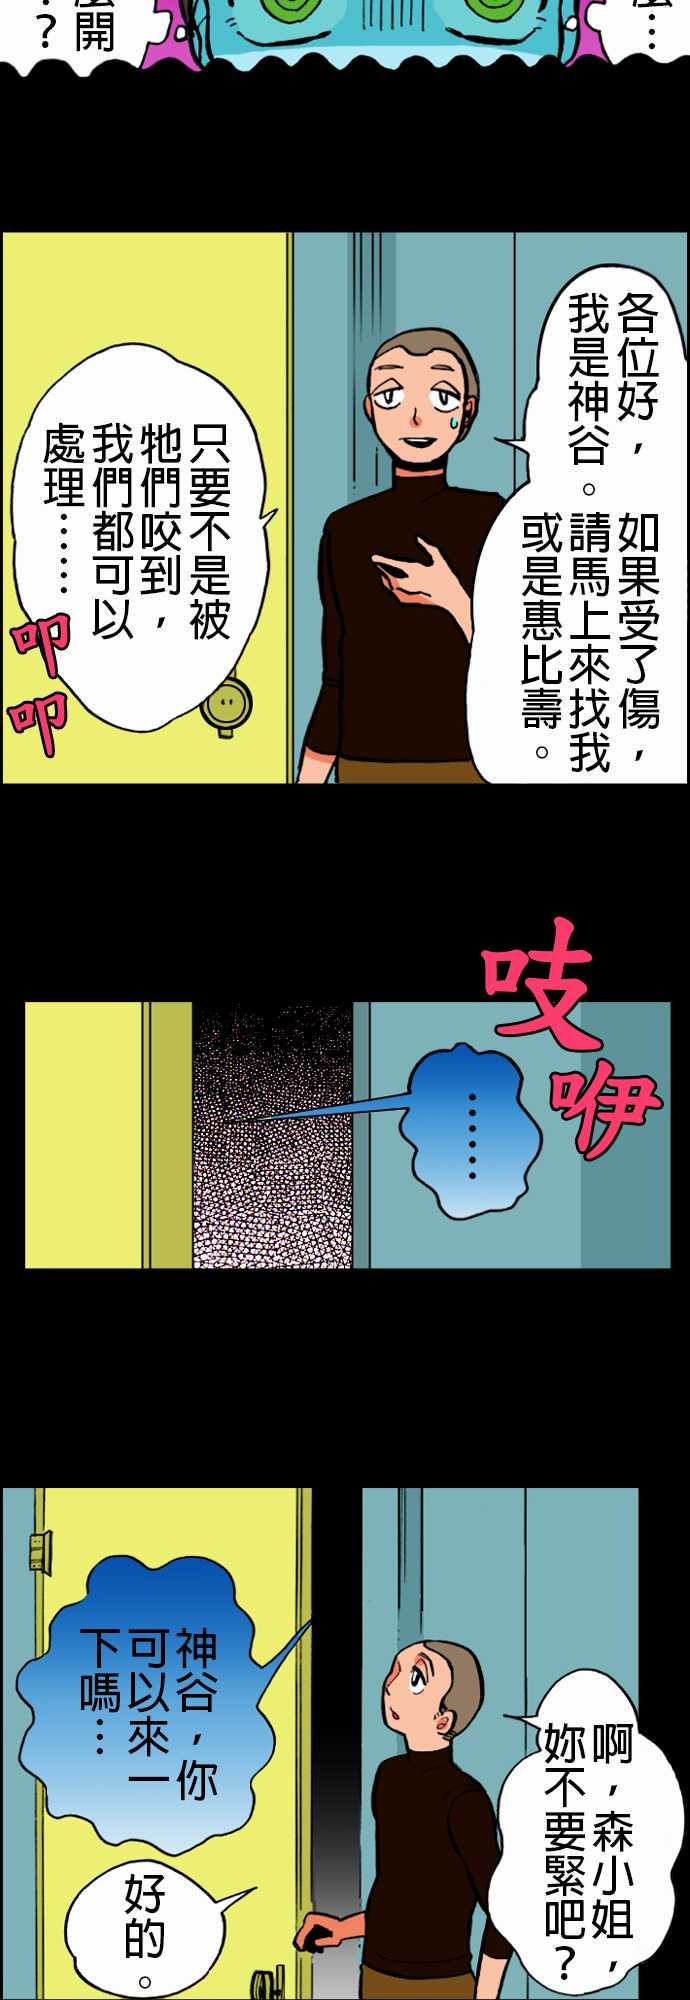 麼…
麼開
？
各位好，
我是神谷。
如果受了傷，
請馬上來找我
或是惠比壽。
只要不是被
牠們咬到，
我們都可以
處理……
叩
叩
吱
咿
………
啊，森小姐，
妳不要緊吧？
神谷，你
可以來一
下嗎…
好的。